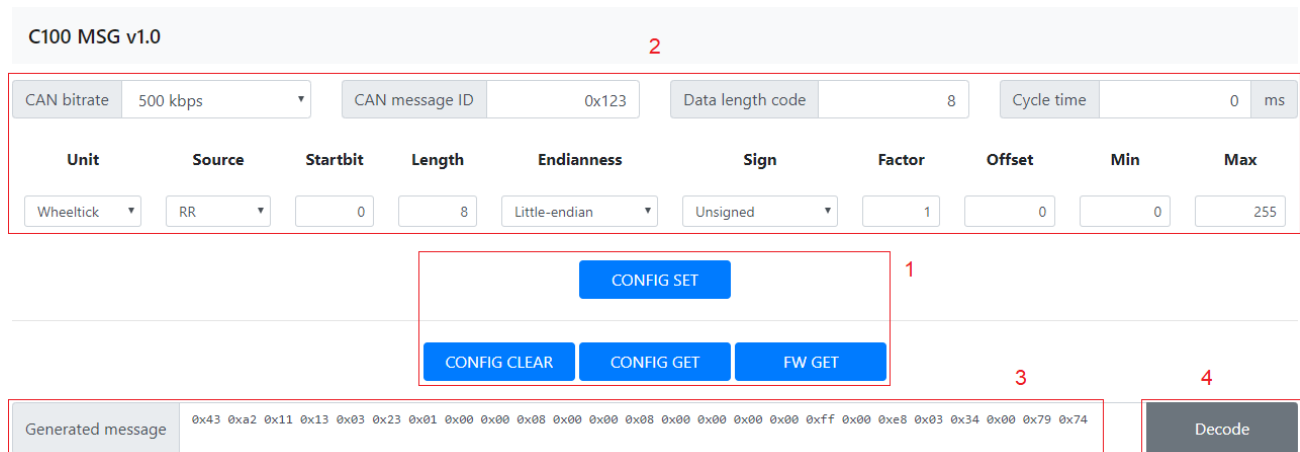 C100 MSG v1.0
2
CAN bitrate 500 kbps CAN message ID 0x123 Data length code 8 Cycle time 0 ms
Unit Source Startbit Length Endianness Sign Factor Offset Min Max
Wheeltick RR 0 8 Little-endian Unsigned 1 0 0 255
1
CONFIG SET
CONFIG CLEAR CONFIG GET FW GET
3 4
Generated message 0x43 0xa2 0x11 0x13 0x03 0x23 0x01 0x00 0x00 0x08 0x00 0x00 0x08 0x00 0x00 0x00 0x00 0xff 0x00 0xe8 0x03 0x34 0x00 0x79 0x74 Decode